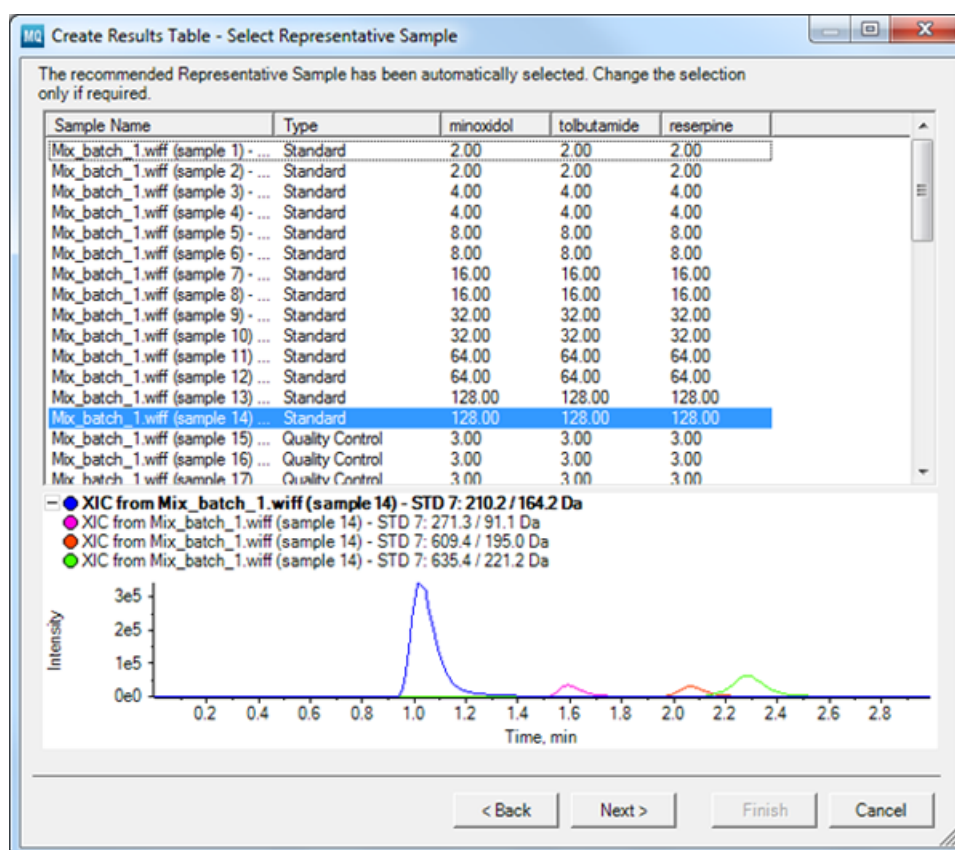 MQ Create Results Table - Select Representative Sample
The recommended Representative Sample has been automatically selected. Change the selection
only if required.
Sample Name Type minoxidol tolbutamide reserpine
Mix_batch_1.wiff (sample 1) - ... Standard 2.00 2.00 2.00
Mix_batch_1.wiff (sample 2) - ... Standard 2.00 2.00 2.00
Mix_batch_1.wiff (sample 3) - ... Standard 4.00 4.00 4.00
Mix_batch_1.wiff (sample 4) - ... Standard 4.00 4.00 4.00
Mix_batch_1.wiff (sample 5) - ... Standard 8.00 8.00 8.00
Mix_batch_1.wiff (sample 6) - ... Standard 8.00 8.00 8.00
Mix_batch_1.wiff (sample 7) - ... Standard 16.00 16.00 16.00
Mix_batch_1.wiff (sample 8) - ... Standard 16.00 16.00 16.00
Mix_batch_1.wiff (sample 9) - ... Standard 32.00 32.00 32.00
Mix_batch_1.wiff (sample 10) ... Standard 32.00 32.00 32.00
Mix_batch_1.wiff (sample 11) ... Standard 64.00 64.00 64.00
Mix_batch_1.wiff (sample 12) ... Standard 64.00 64.00 64.00
Mix_batch_1.wiff (sample 13) ... Standard 128.00 128.00 128.00
Mix_batch_1.wiff (sample 14) ... Standard 128.00 128.00 128.00
Mix_batch_1.wiff (sample 15) ... Quality Control 3.00 3.00 3.00
Mix_batch_1.wiff (sample 16) ... Quality Control 3.00 3.00 3.00
Mix_batch_1.wiff (sample 17) Quality Control 3.00 3.00 3.00
XIC from Mix_batch_1.wiff (sample 14) - STD 7: 210.2 / 164.2 Da
XIC from Mix_batch_1.wiff (sample 14) - STD 7: 271.3 / 91.1 Da
XIC from Mix_batch_1.wiff (sample 14) - STD 7: 609.4 / 195.0 Da
XIC from Mix_batch_1.wiff (sample 14) - STD 7: 635.4 / 221.2 Da
Intensity
3e5
2e5
1e5
0e0
0.2 0.4 0.6 0.8 1.0 1.2 1.4 1.6 1.8 2.0 2.2 2.4 2.6 2.8
Time, min
< Back Next > Finish Cancel